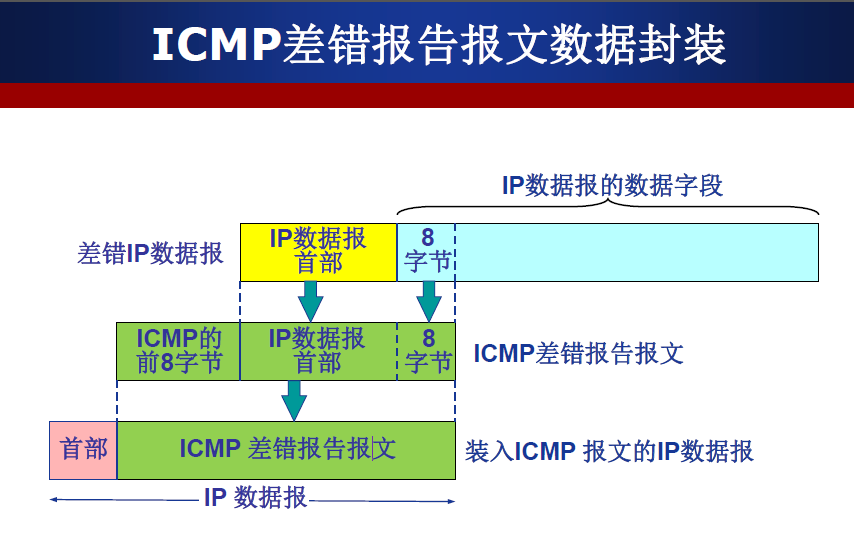 ICMP差错报告报文数据封装
IP数据报的数据字段
差错IP数据报
IP数据报
首部
8
字节
ICMP的
前8字节
IP数据报
首部
8
字节
ICMP差错报告报文
首部
ICMP 差错报告报文
装入ICMP 报文的IP数据报
IP 数据报